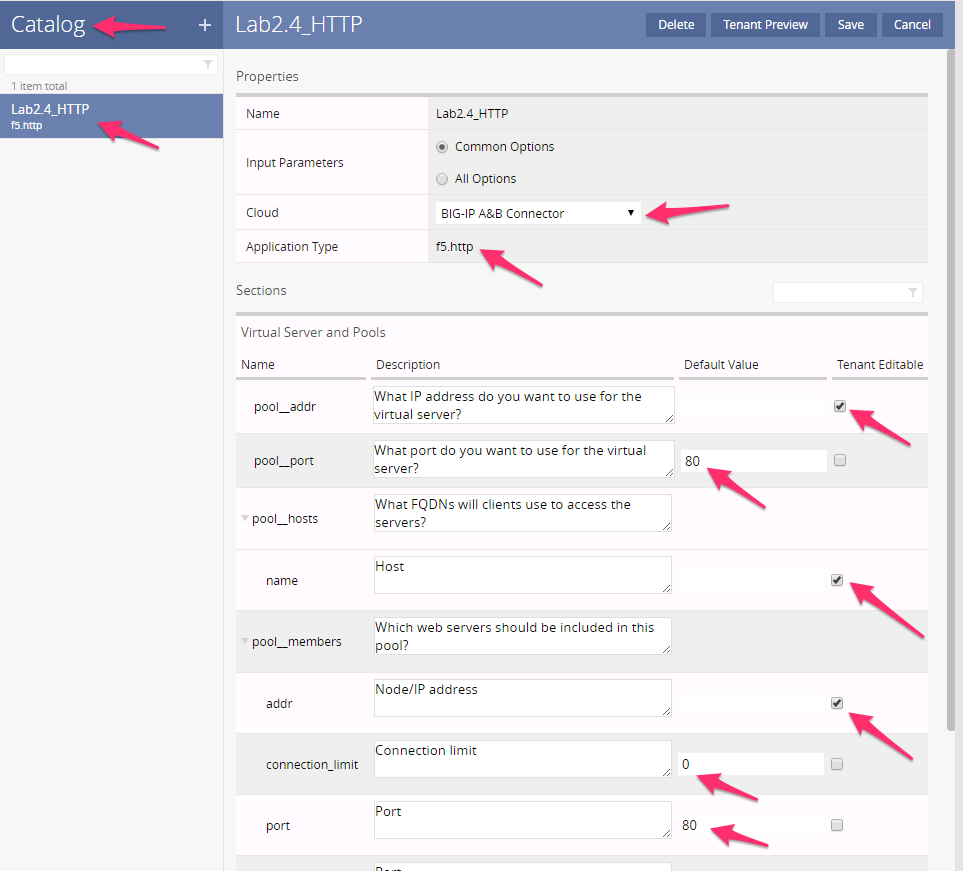 Catalog
+
Lab2.4_HTTP
Delete
Tenant Preview
Save
Cancel
1 item total
Lab2.4_HTTP
f5.http
Properties
Name
Lab2.4_HTTP
Input Parameters
Common Options
All Options
Cloud
BIG-IP A&B Connector
Application Type
f5.http
Sections
Virtual Server and Pools
Name
Description
Default Value
Tenant Editable
pool__addr
What IP address do you want to use for the
virtual server?
pool__port
What port do you want to use for the virtual
server?
80
pool__hosts
What FQDNs will clients use to access the
servers?
name
Host
pool__members
Which web servers should be included in this
pool?
addr
Node/IP address
connection_limit
Connection limit
0
port
Port
80